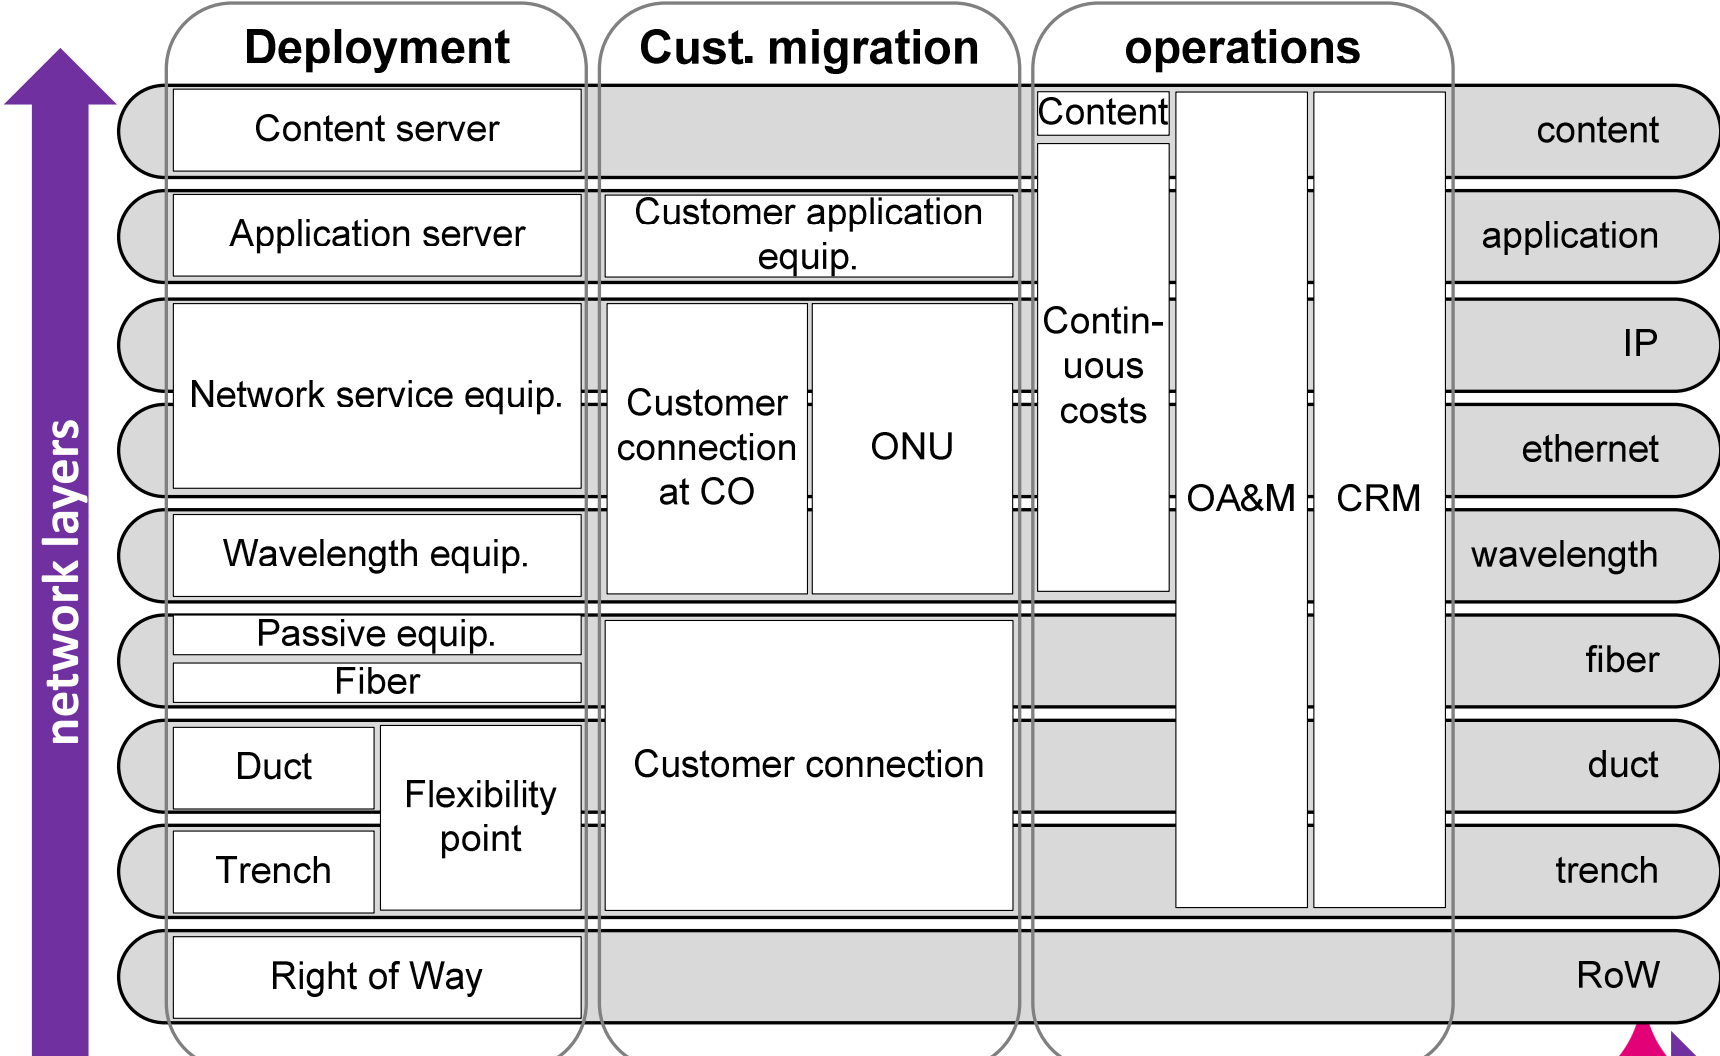 Deployment
Cust. migration
operations
Content server
Content
content
Application server
Customer application
equip.
application
Network service equip.
Customer
connection
at CO
ONU
Contin-
uous
costs
OA&M
CRM
IP
ethernet
Wavelength equip.
wavelength
Passive equip.
Fiber
fiber
Duct
Flexibility
point
Customer connection
duct
Trench
trench
Right of Way
RoW
network layers